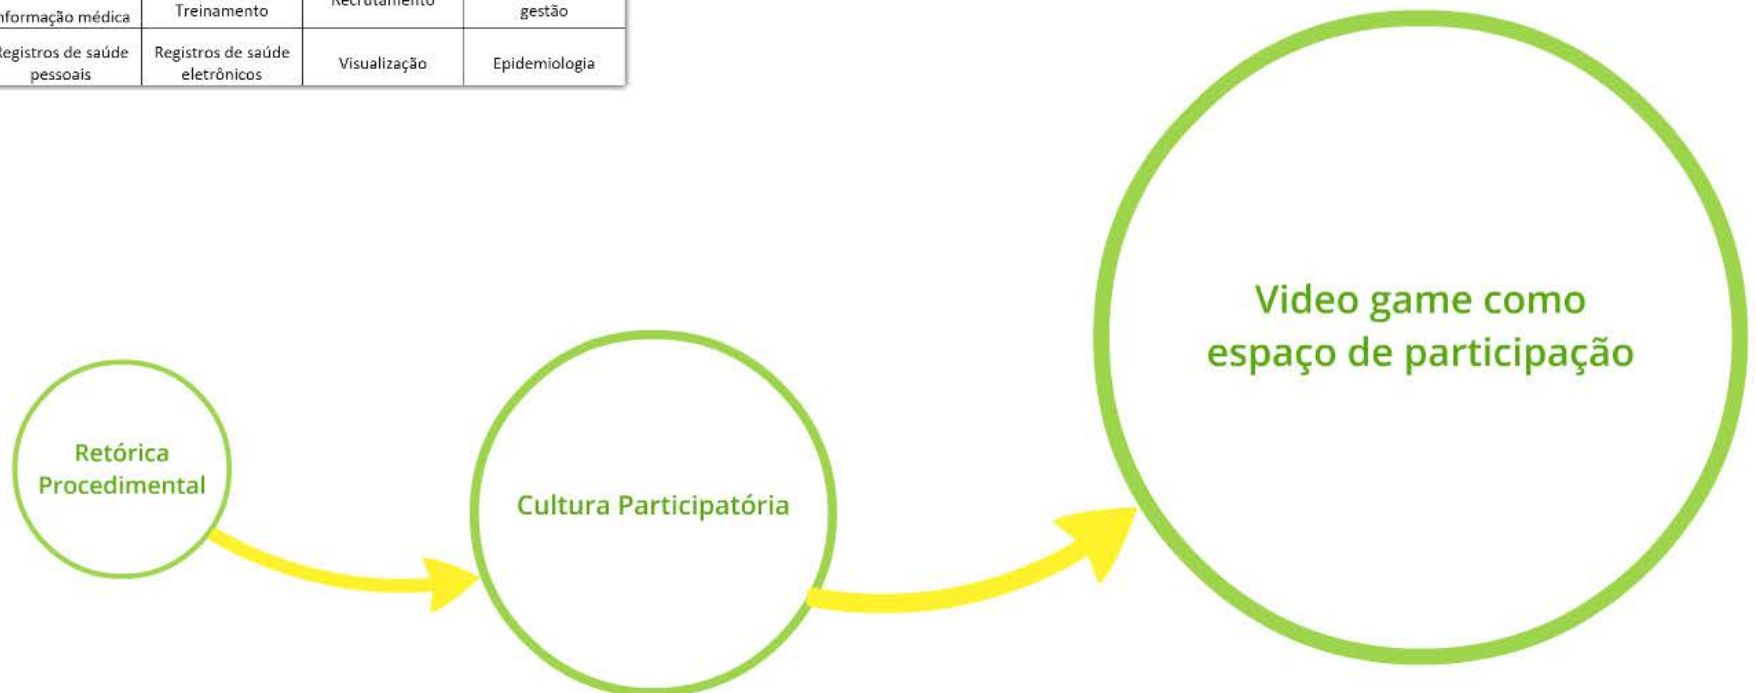 nformação médica
Treinamento
Recrutamento
gestão
Registros de saúde
pessoais
Registros de saúde
eletrônicos
Visualização
Epidemiologia
Video game como
espaço de participação
Retórica
Procedimental
Cultura Participatória